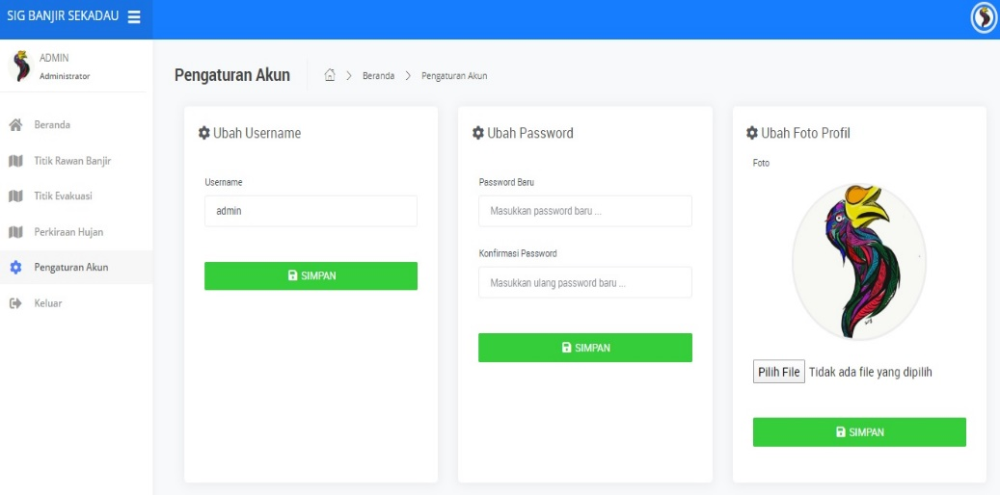 SIG BANJIR SEKADAU
ADMIN
Administrator
Beranda
Titik Rawan Banjir
Titik Evakuasi
Perkiraan Hujan
Pengaturan Akun
Keluar
Pengaturan Akun
> Beranda > Pengaturan Akun
Ubah Username
Username
admin
SIMPAN
Ubah Password
Password Baru
Masukkan password baru ...
Konfirmasi Password
Masukkan ulang password baru ...
SIMPAN
Ubah Foto Profil
Foto
Pilih File Tidak ada file yang dipilih
SIMPAN